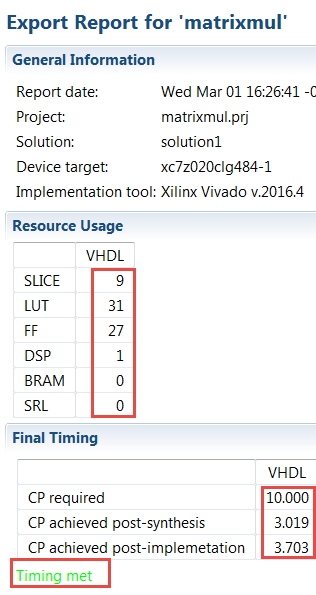 Export Report for 'matrixmul'
General Information
Report date: Wed Mar 01 16:26:41 -0
Project: matrixmul.prj
Solution: solution1
Device target: xc7z020clg484-1
Implementation tool: Xilinx Vivado v.2016.4
Resource Usage
VHDL
SLICE 9
LUT 31
FF 27
DSP 1
BRAM 0
SRL 0
Final Timing
VHDL
CP required 10.000
CP achieved post-synthesis 3.019
CP achieved post-implemetation 3.703
Timing met